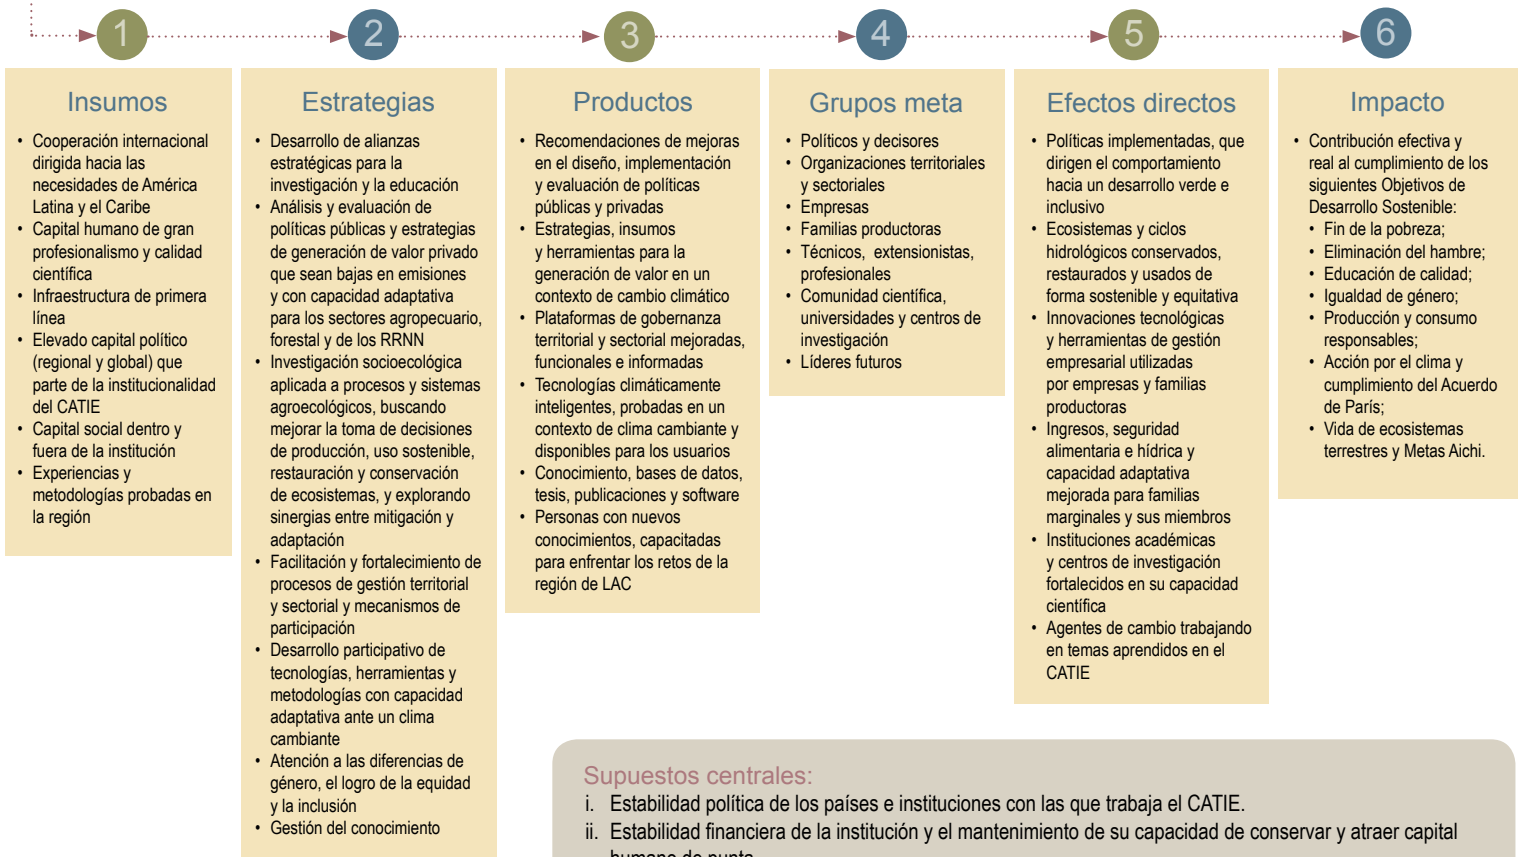 1
2
3
4
5
6
Insumos
• Cooperación internacional
dirigida hacia las
necesidades de América
Latina y el Caribe
• Capital humano de gran
profesionalismo y calidad
científica
• Infraestructura de primera
línea
• Elevado capital político
(regional y global) que
parte de la institucionalidad
del CATIE
• Capital social dentro y
fuera de la institución
• Experiencias y
metodologías probadas en
la región
Estrategias
• Desarrollo de alianzas
estratégicas para la
investigación y la educación
• Análisis y evaluación de
políticas públicas y estrategias
de generación de valor privado
que sean bajas en emisiones
y con capacidad adaptativa
para los sectores agropecuario,
forestal y de los RRNN
• Investigación socioecológica
aplicada a procesos y sistemas
agroecológicos, buscando
mejorar la toma de decisiones
de producción, uso sostenible,
restauración y conservación
de ecosistemas, y explorando
sinergias entre mitigación y
adaptación
• Facilitación y fortalecimiento de
procesos de gestión territorial
y sectorial y mecanismos de
participación
• Desarrollo participativo de
tecnologías, herramientas y
metodologías con capacidad
adaptativa ante un clima
cambiante
• Atención a las diferencias de
género, el logro de la equidad
y la inclusión
• Gestión del conocimiento
Productos
• Recomendaciones de mejoras
en el diseño, implementación
y evaluación de políticas
públicas y privadas
• Estrategias, insumos
y herramientas para la
generación de valor en un
contexto de cambio climático
• Plataformas de gobernanza
territorial y sectorial mejoradas,
funcionales e informadas
• Tecnologías climáticamente
inteligentes, probadas en un
contexto de clima cambiante y
disponibles para los usuarios
• Conocimiento, bases de datos,
tesis, publicaciones y software
• Personas con nuevos
conocimientos, capacitadas
para enfrentar los retos de la
región de LAC
Grupos meta
• Políticos y decisores
• Organizaciones territoriales
y sectoriales
• Empresas
• Familias productoras
• Técnicos, extensionistas,
profesionales
• Comunidad científica,
universidades y centros de
investigación
• Líderes futuros
Efectos directos
• Políticas implementadas, que
dirigen el comportamiento
hacia un desarrollo verde e
inclusivo
• Ecosistemas y ciclos
hidrológicos conservados,
restaurados y usados de
forma sostenible y equitativa
• Innovaciones tecnológicas
y herramientas de gestión
empresarial utilizadas
por empresas y familias
productoras
• Ingresos, seguridad
alimentaria e hídrica y
capacidad adaptativa
mejorada para familias
marginales y sus miembros
• Instituciones académicas
y centros de investigación
fortalecidos en su capacidad
científica
• Agentes de cambio trabajando
en temas aprendidos en el
CATIE
Impacto
• Contribución efectiva y
real al cumplimiento de los
siguientes Objetivos de
Desarrollo Sostenible:
• Fin de la pobreza;
• Eliminación del hambre;
• Educación de calidad;
• Igualdad de género;
• Producción y consumo
responsables;
• Acción por el clima y
cumplimiento del Acuerdo
de París;
• Vida de ecosistemas
terrestres y Metas Aichi.
Supuestos centrales:
i. Estabilidad política de los países e instituciones con las que trabaja el CATIE.
ii. Estabilidad financiera de la institución y el mantenimiento de su capacidad de conservar y atraer capital
humano de punta